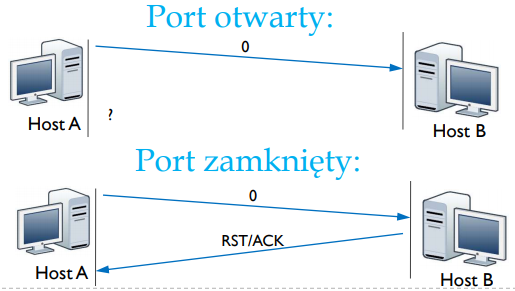 Port otwarty:
0
?
Host A
Host B
Port zamknięty:
0
RST/ACK
Host A
Host B